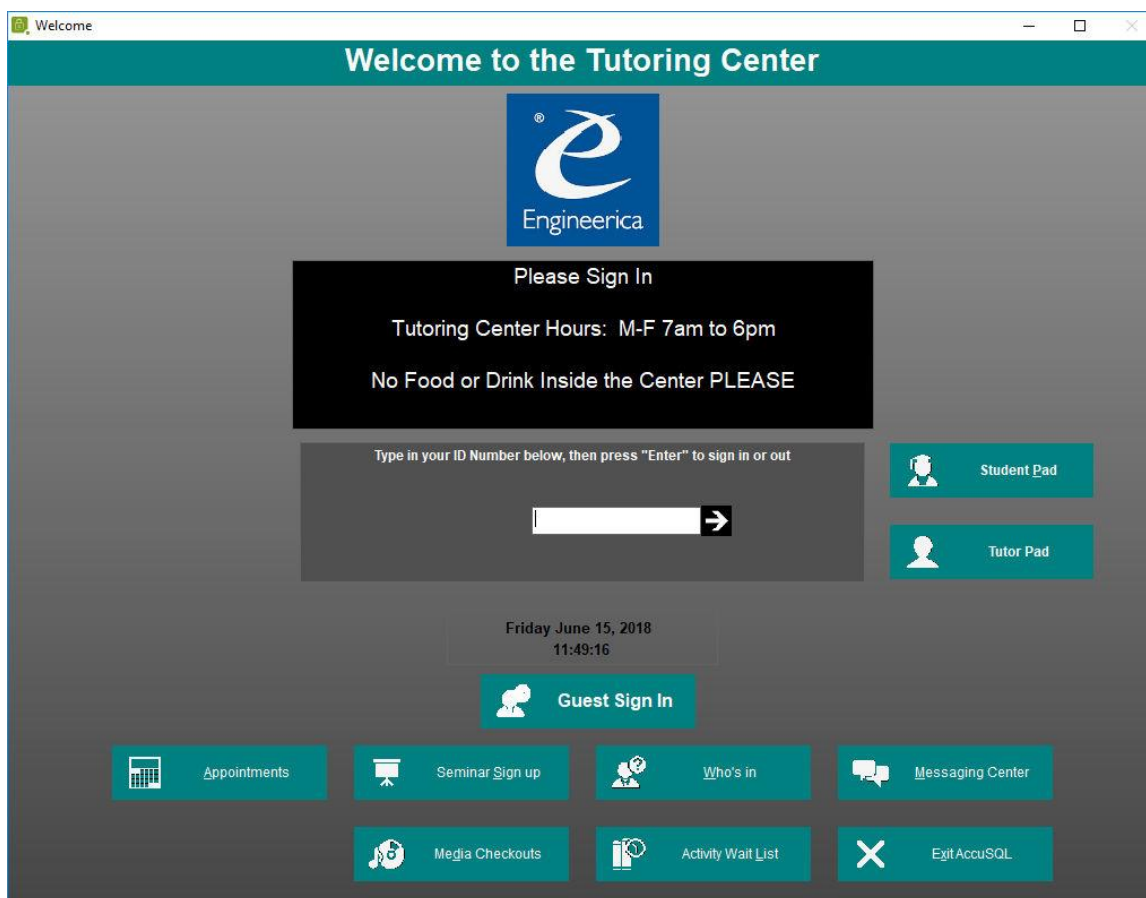 Welcome
Welcome to the Tutoring Center
®
Engineerica
Please Sign In
Tutoring Center Hours: M-F 7am to 6pm
No Food or Drink Inside the Center PLEASE
Type in your ID Number below, then press "Enter" to sign in or out
Student Pad
Tutor Pad
Friday June 15, 2018
11:49:16
Guest Sign In
Appointments
Seminar Sign up
Who's in
Messaging Center
Media Checkouts
Activity Wait List
Exit AccuSQL